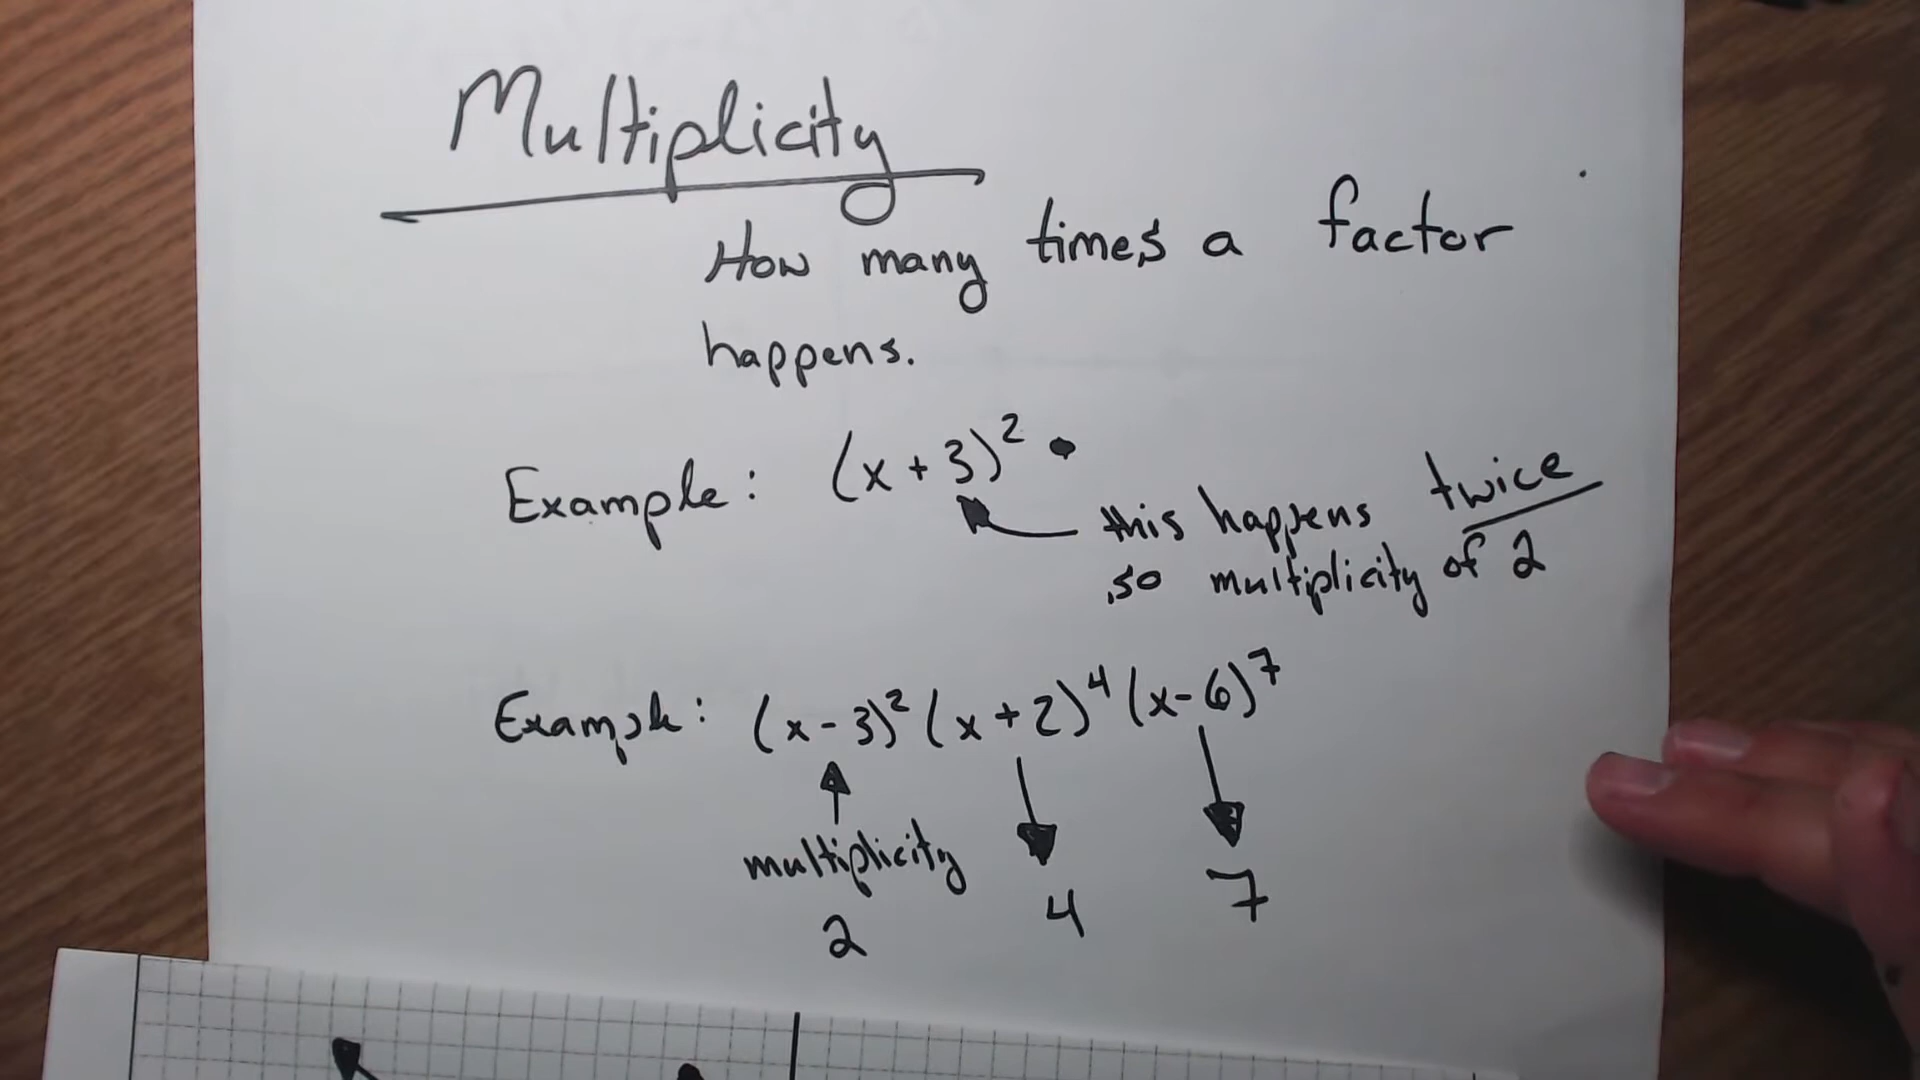 Multiplicity
How many times a factor
happens.
Example: (x + 3)² •
this happens twice
so multiplicity of 2
Example: (x - 3)² (x + 2)⁴ (x - 6)⁷
multiplicity
2 4 7